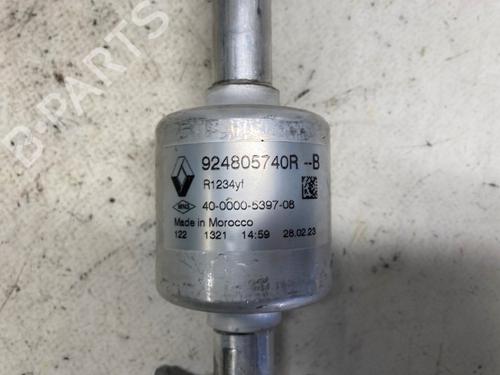 924805740R --B
R1234yf
40-0000-5397-08
Made in Morocco
122 1321 14:59 28.02.23
B-PARTS